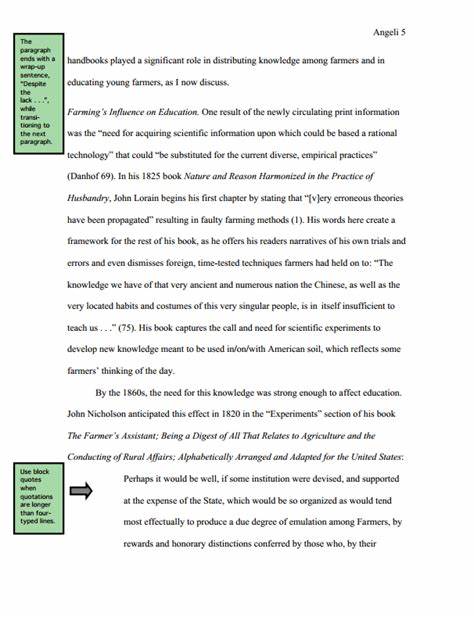 Angeli 5
The
paragraph
ends with a
wrap-up
sentence,
“Despite
the
lack . . .”,
while
transi-
tioning to
the next
paragraph.
handbooks played a significant role in distributing knowledge among farmers and in
educating young farmers, as I now discuss.
Farming’s Influence on Education. One result of the newly circulating print information
was the “need for acquiring scientific information upon which could be based a rational
technology” that could “be substituted for the current diverse, empirical practices”
(Danhof 69). In his 1825 book Nature and Reason Harmonized in the Practice of
Husbandry, John Lorain begins his first chapter by stating that “[v]ery erroneous theories
have been propagated” resulting in faulty farming methods (1). His words here create a
framework for the rest of his book, as he offers his readers narratives of his own trials and
errors and even dismisses foreign, time-tested techniques farmers had held on to: “The
knowledge we have of that very ancient and numerous nation the Chinese, as well as the
very located habits and costumes of this very singular people, is in itself insufficient to
teach us . . .” (75). His book captures the call and need for scientific experiments to
develop new knowledge meant to be used in/on/with American soil, which reflects some
farmers’ thinking of the day.
By the 1860s, the need for this knowledge was strong enough to affect education.
John Nicholson anticipated this effect in 1820 in the “Experiments” section of his book
The Farmer’s Assistant; Being a Digest of All That Relates to Agriculture and the
Conducting of Rural Affairs; Alphabetically Arranged and Adapted for the United States:
Use block
quotes
when
quotations
are longer
than four-
typed lines.
Perhaps it would be well, if some institution were devised, and supported
at the expense of the State, which would be so organized as would tend
most effectually to produce a due degree of emulation among Farmers, by
rewards and honorary distinctions conferred by those who, by their